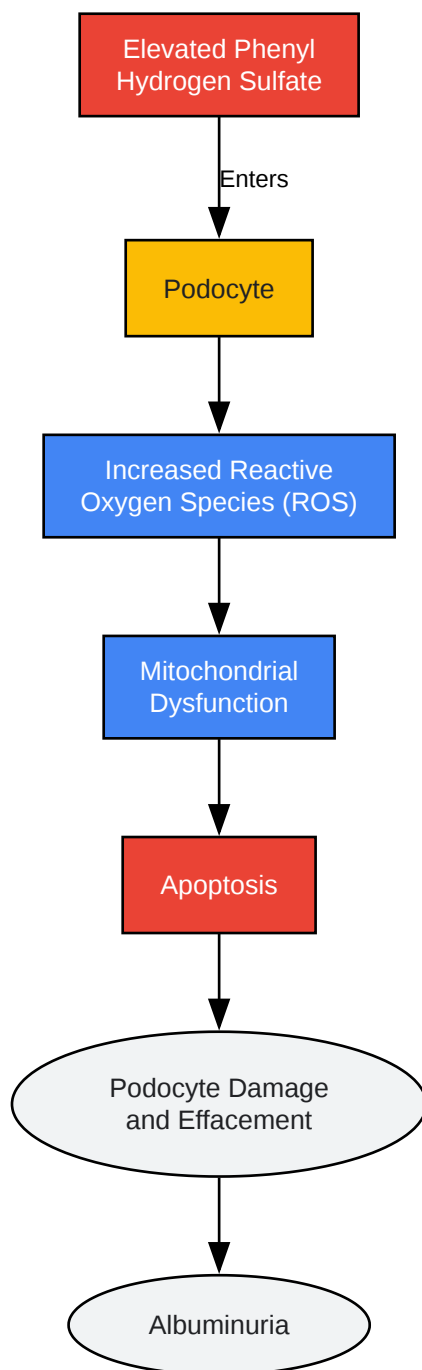 Elevated Phenyl
Hydrogen Sulfate
Enters
Podocyte
Increased Reactive
Oxygen Species (ROS)
Mitochondrial
Dysfunction
Apoptosis
Podocyte Damage
and Effacement
Albuminuria